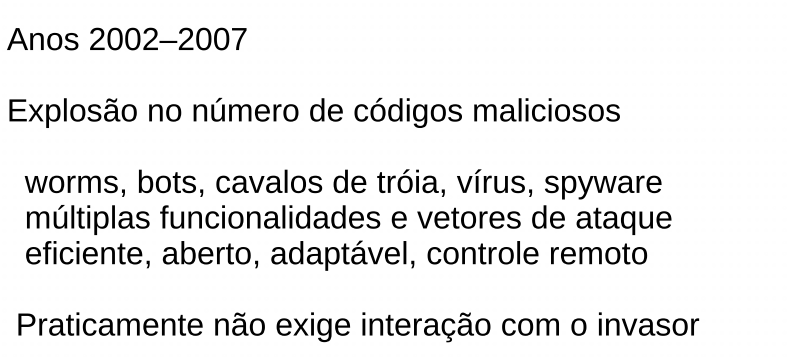 Anos 2002–2007
Explosão no número de códigos maliciosos
worms, bots, cavalos de tróia, vírus, spyware
múltiplas funcionalidades e vetores de ataque
eficiente, aberto, adaptável, controle remoto
Praticamente não exige interação com o invasor